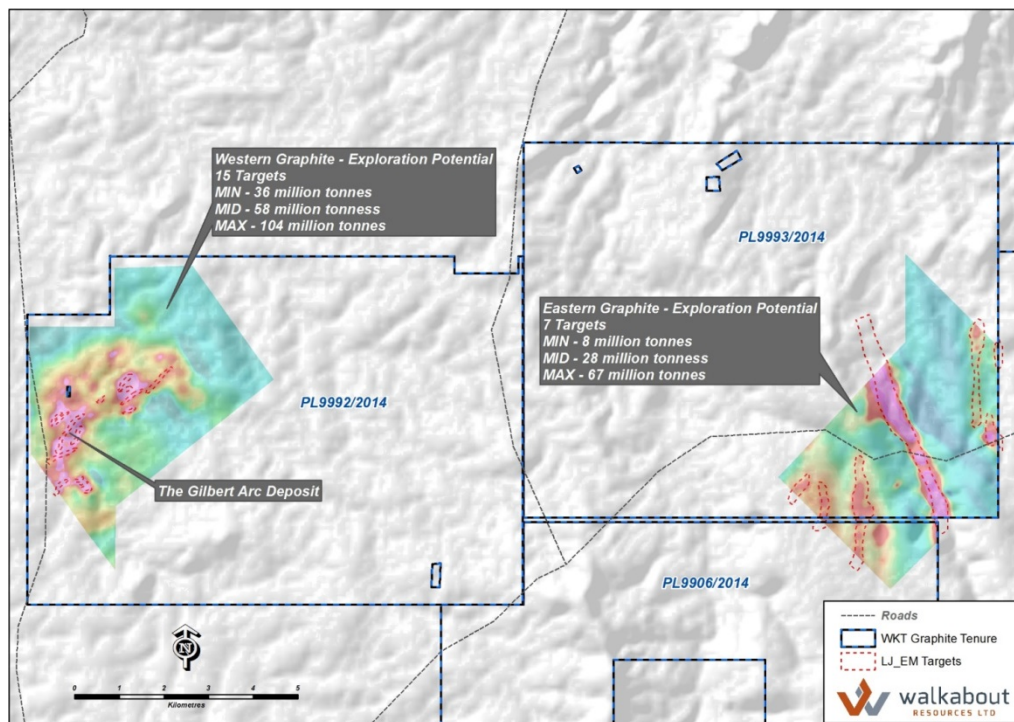 Western Graphite - Exploration Potential
15 Targets
MIN - 36 million tonnes
MID - 58 million tonness
MAX - 104 million tonnes
PL9993/2014
Eastern Graphite - Exploration Potential
7 Targets
MIN - 8 million tonnes
MID - 28 million tonness
MAX - 67 million tonnes
PL9992/2014
The Gilbert Arc Deposit
PL9906/2014
N
0 1 2 3 4 5
Kilometres
Roads
WKT Graphite Tenure
LJ_EM Targets
walkabout
RESOURCES LTD